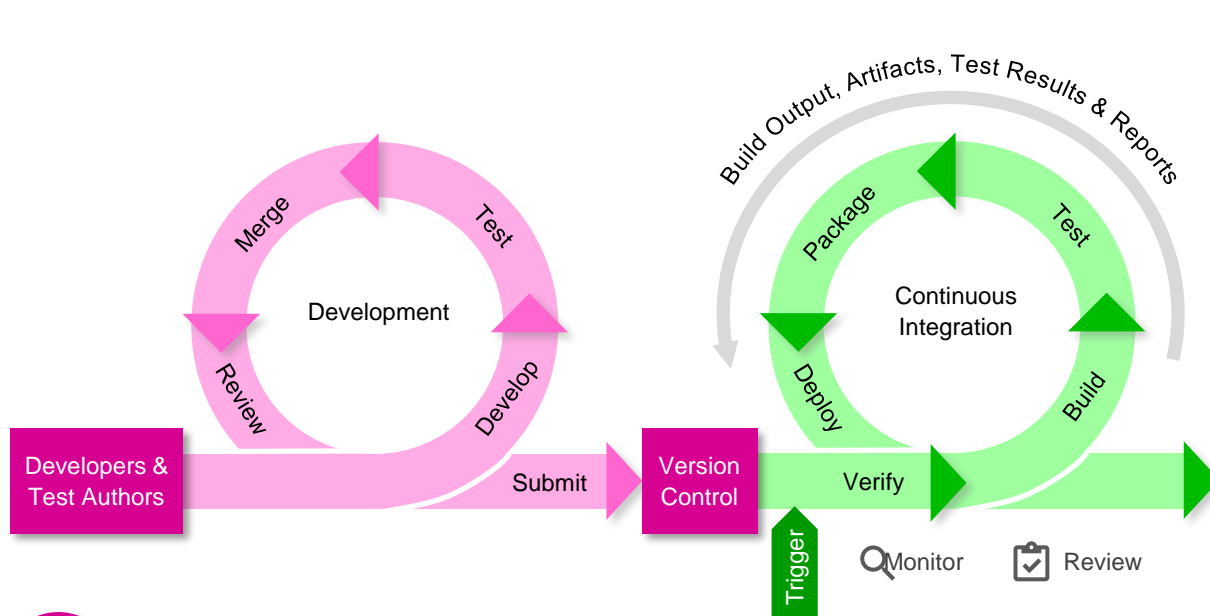 Build Output, Artifacts, Test Results & Reports
Merge
Test
Development
Review
Develop
Developers &
Test Authors
Submit
Package
Test
Continuous
Integration
Deploy
Build
Version
Control
Verify
Trigger
Monitor
Review